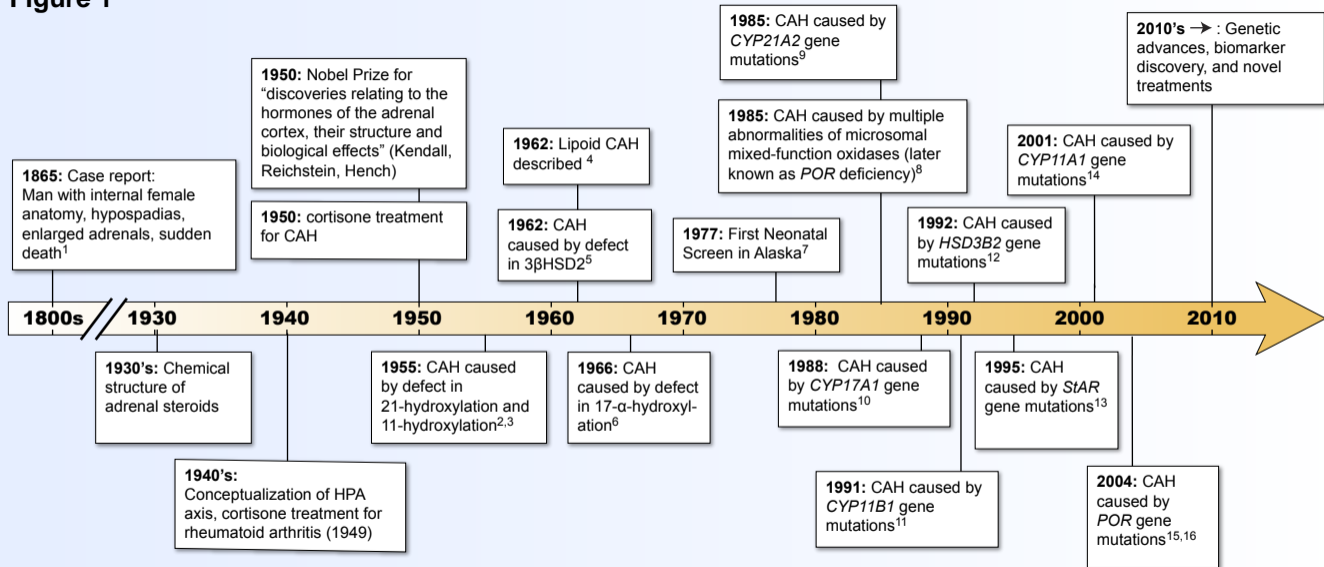 Figure 1
1865: Case report:
Man with internal female
anatomy, hypospadias,
enlarged adrenals, sudden
death1
1950: Nobel Prize for
“discoveries relating to the
hormones of the adrenal
cortex, their structure and
biological effects” (Kendall,
Reichstein, Hench)
1950: cortisone treatment
for CAH
1962: Lipoid CAH
described 4
1962: CAH
caused by defect
in 3βHSD25
1977: First Neonatal
Screen in Alaska7
1985: CAH caused by
CYP21A2 gene
mutations9
1985: CAH caused by multiple
abnormalities of microsomal
mixed-function oxidases (later
known as POR deficiency)8
1992: CAH caused
by HSD3B2 gene
mutations12
2001: CAH caused by
CYP11A1 gene
mutations14
2010’s → : Genetic
advances, biomarker
discovery, and novel
treatments
1800s 1930 1940 1950 1960 1970 1980 1990 2000 2010
1930’s: Chemical
structure of
adrenal steroids
1940’s:
Conceptualization of HPA
axis, cortisone treatment for
rheumatoid arthritis (1949)
1955: CAH caused
by defect in
21-hydroxylation and
11-hydroxylation2,3
1966: CAH
caused by defect
in 17-α-hydroxyl-
ation6
1988: CAH caused
by CYP17A1 gene
mutations10
1991: CAH caused by
CYP11B1 gene
mutations11
1995: CAH
caused by StAR
gene mutations13
2004: CAH
caused by
POR gene
mutations15,16